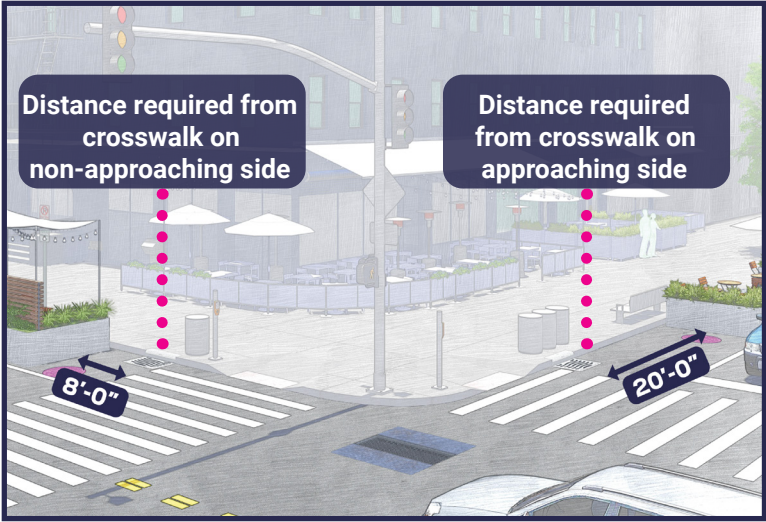 Distance required from
crosswalk on
non-approaching side
Distance required
from crosswalk on
approaching side
8'-0"
20'-0"